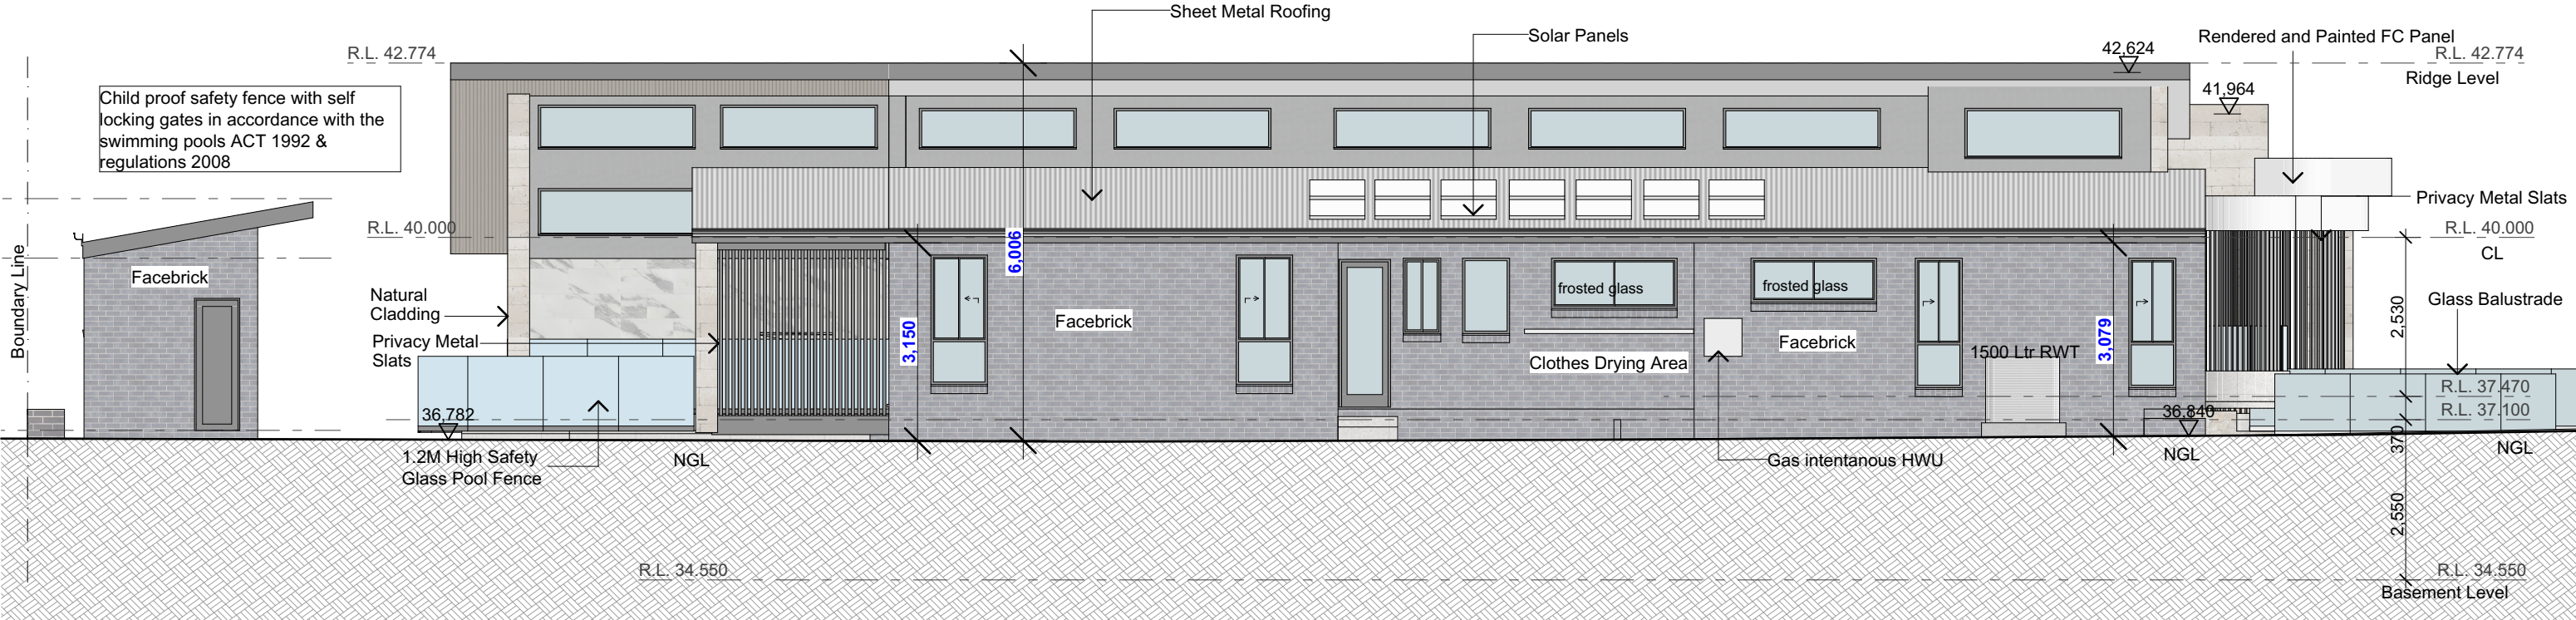 Sheet Metal Roofing
Solar Panels
Rendered and Painted FC Panel
R.L. 42.774
42,624
R.L. 42.774
Ridge Level
41,964
Child proof safety fence with self
locking gates in accordance with the
swimming pools ACT 1992 &
regulations 2008
Privacy Metal Slats
R.L. 40.000
R.L. 40.000
CL
6,006
Boundary Line
Facebrick
Natural
Cladding
Privacy Metal
Slats
3,150
Facebrick
frosted glass
frosted glass
Facebrick
Clothes Drying Area
1500 Ltr RWT
3,079
2,530
Glass Balustrade
R.L. 37.470
R.L. 37.100
36,782
36,840
370
1.2M High Safety
Glass Pool Fence
NGL
Gas intentanous HWU
NGL
NGL
2,550
R.L. 34.550
R.L. 34.550
Basement Level